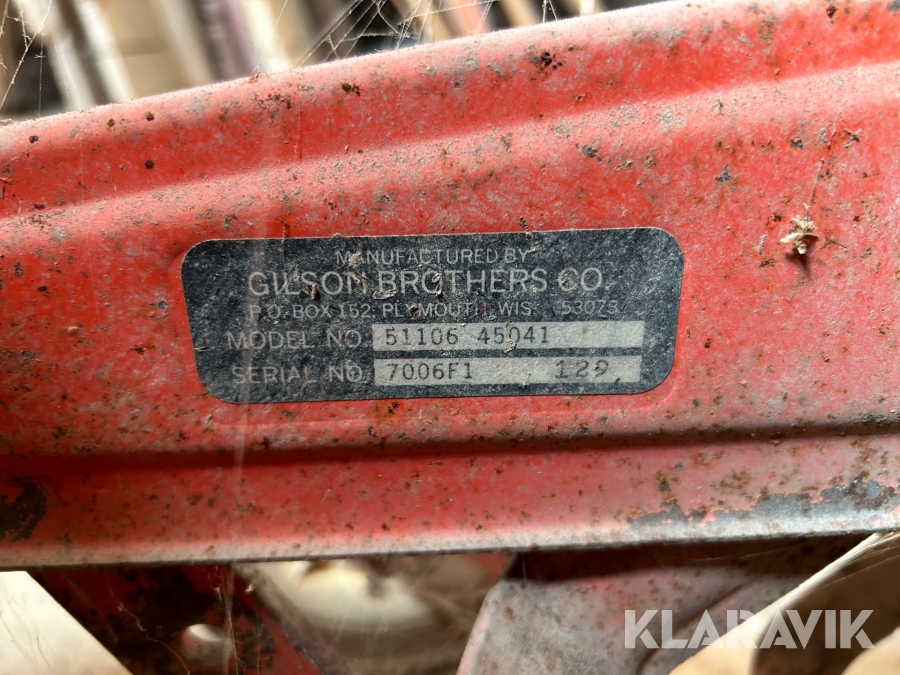 MANUFACTURED BY
GILSON BROTHERS CO.
P.O. BOX 152 PLYMOUTH, WIS. 53073
MODEL NO. 51106 45041
SERIAL NO. 7006F1 129
KLARAVIK